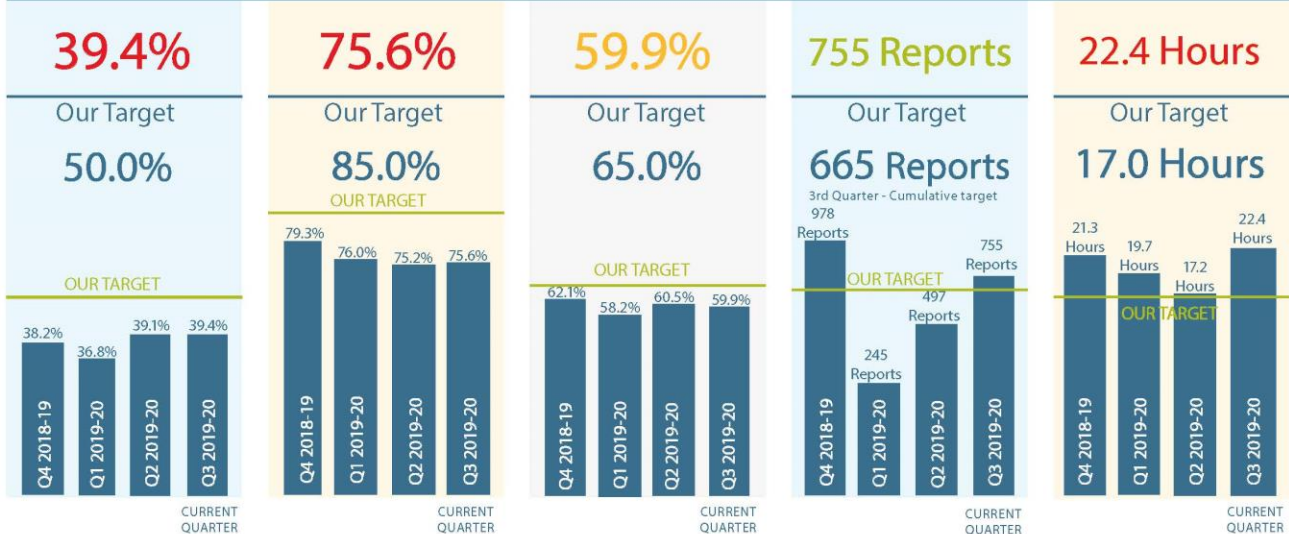 39.4%
Our Target
50.0%
OUR TARGET
38.2%
36.8%
39.1%
39.4%
Q4 2018-19
Q1 2019-20
Q2 2019-20
Q3 2019-20
CURRENT
QUARTER
75.6%
Our Target
85.0%
OUR TARGET
79.3%
76.0%
75.2%
75.6%
Q4 2018-19
Q1 2019-20
Q2 2019-20
Q3 2019-20
CURRENT
QUARTER
59.9%
Our Target
65.0%
OUR TARGET
62.1%
58.2%
60.5%
59.9%
Q4 2018-19
Q1 2019-20
Q2 2019-20
Q3 2019-20
CURRENT
QUARTER
755 Reports
Our Target
665 Reports
3rd Quarter - Cumulative target
978
Reports
OUR TARGET
245
Reports
497
Reports
755
Reports
Q4 2018-19
Q1 2019-20
Q2 2019-20
Q3 2019-20
CURRENT
QUARTER
22.4 Hours
Our Target
17.0 Hours
21.3
Hours
19.7
Hours
17.2
Hours
22.4
Hours
OUR TARGET
Q4 2018-19
Q1 2019-20
Q2 2019-20
Q3 2019-20
CURRENT
QUARTER